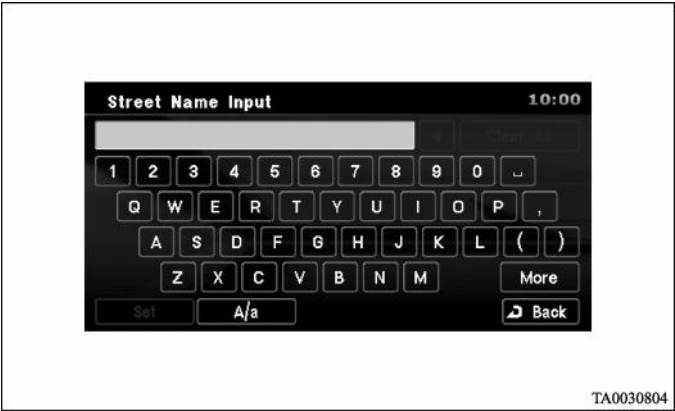 Street Name Input 10:00
Clear All
1 2 3 4 5 6 7 8 9 0 ⎵
Q W E R T Y U I O P ,
A S D F G H J K L ( )
Z X C V B N M More
Set A/a Back
TA0030804